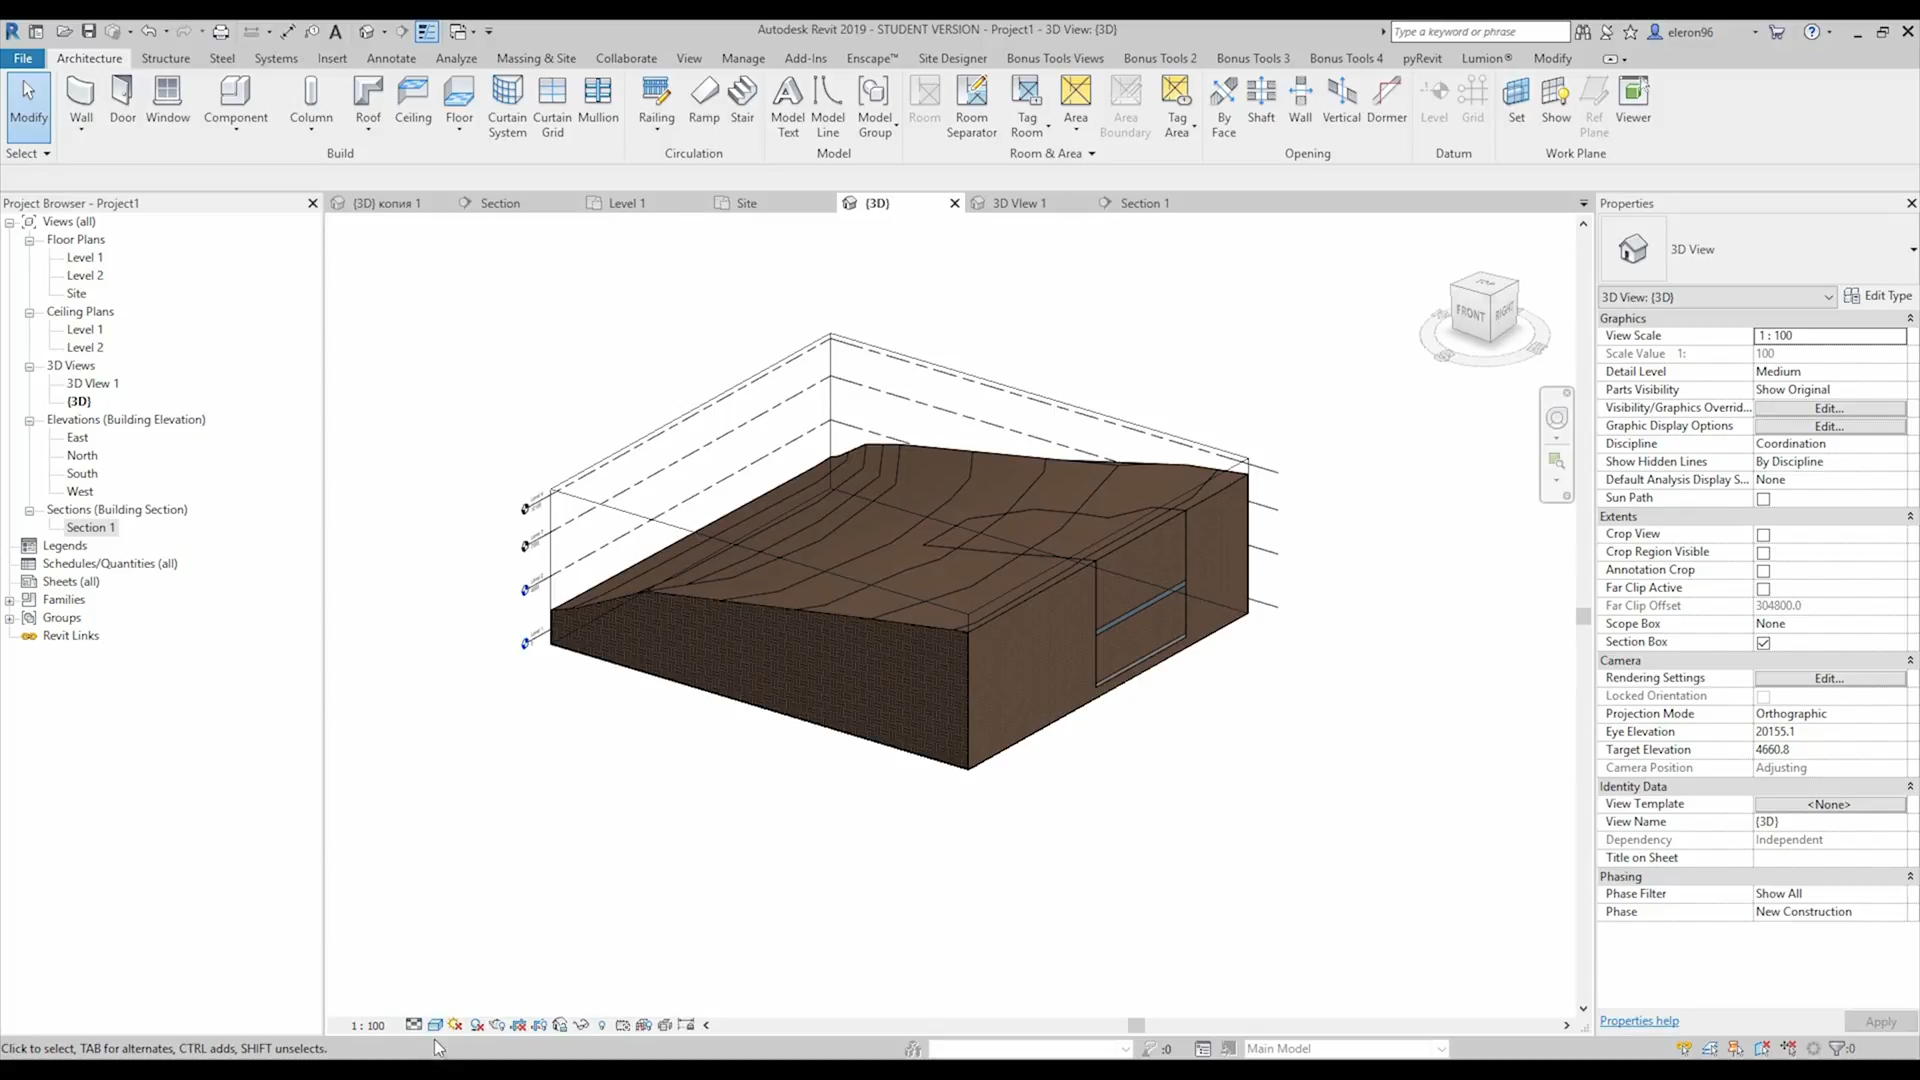 Autodesk Revit 2019 - STUDENT VERSION - Project1 - 3D View: {3D}
Type a keyword or phrase
eleron96
File Architecture Structure Steel Systems Insert Annotate Analyze Massing & Site Collaborate View Manage Add-Ins Enscape™ Site Designer Bonus Tools Views Bonus Tools 2 Bonus Tools 3 Bonus Tools 4 pyRevit Lumion® Modify
Modify Wall Door Window Component Column Roof Ceiling Floor Curtain System Curtain Grid Mullion Railing Ramp Stair Model Text Model Line Model Group Room Room Separator Tag Room Area Area Boundary Tag Area By Face Shaft Wall Vertical Dormer Level Grid Set Show Ref Plane Viewer
Select Build Circulation Model Room & Area Opening Datum Work Plane
Project Browser - Project1
{3D} копия 1 Section Level 1 Site {3D} 3D VIew 1 Section 1
Views (all)
Floor Plans
Level 1
Level 2
Site
Ceiling Plans
Level 1
Level 2
3D Views
3D VIew 1
{3D}
Elevations (Building Elevation)
East
North
South
West
Sections (Building Section)
Section 1
Legends
Schedules/Quantities (all)
Sheets (all)
Families
Groups
Revit Links
TOP
FRONT RIGHT
Properties
3D View
3D View: {3D} Edit Type
Graphics
View Scale 1 : 100
Scale Value 1: 100
Detail Level Medium
Parts Visibility Show Original
Visibility/Graphics Overrid... Edit...
Graphic Display Options Edit...
Discipline Coordination
Show Hidden Lines By Discipline
Default Analysis Display S... None
Sun Path
Extents
Crop View
Crop Region Visible
Annotation Crop
Far Clip Active
Far Clip Offset 304800.0
Scope Box None
Section Box
Camera
Rendering Settings Edit...
Locked Orientation
Projection Mode Orthographic
Eye Elevation 20155.1
Target Elevation 4660.8
Camera Position Adjusting
Identity Data
View Template <None>
View Name {3D}
Dependency Independent
Title on Sheet
Phasing
Phase Filter Show All
Phase New Construction
Properties help Apply
1 : 100
Click to select, TAB for alternates, CTRL adds, SHIFT unselects.
:0 Main Model :0